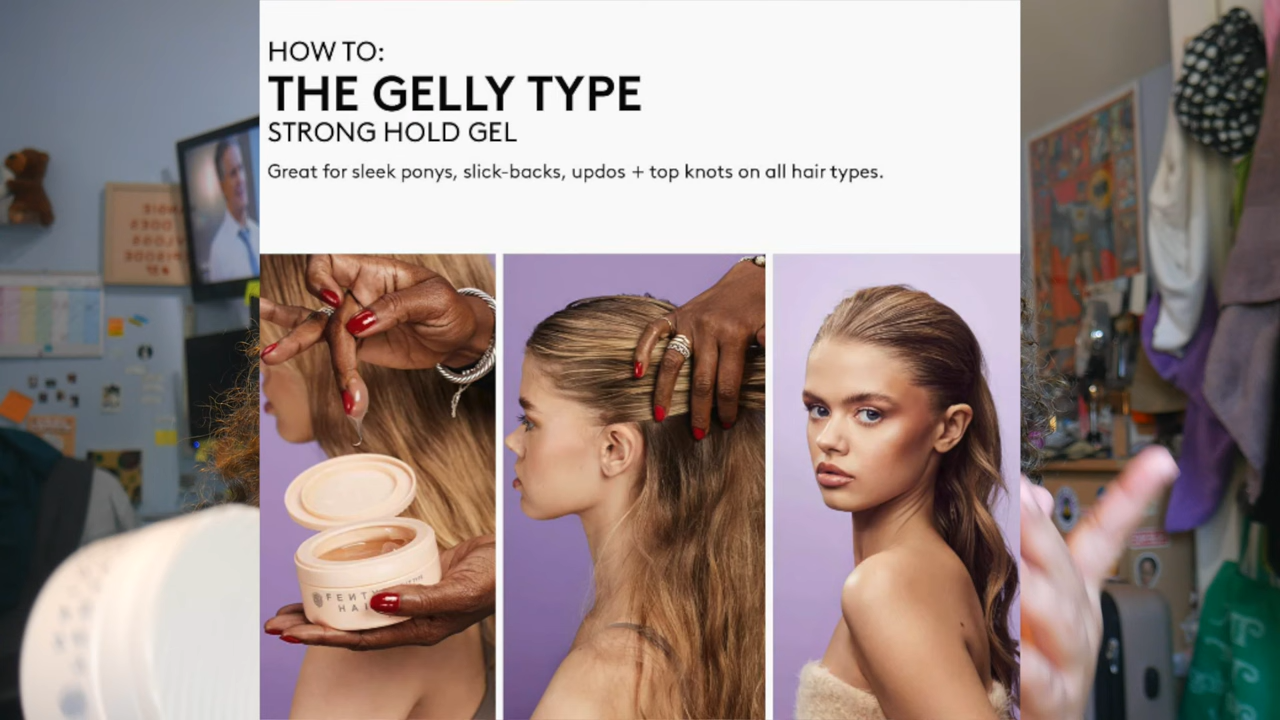 HOW TO:
THE GELLY TYPE
STRONG HOLD GEL
Great for sleek ponys, slick-backs, updos + top knots on all hair types.
FENTY
HAIR